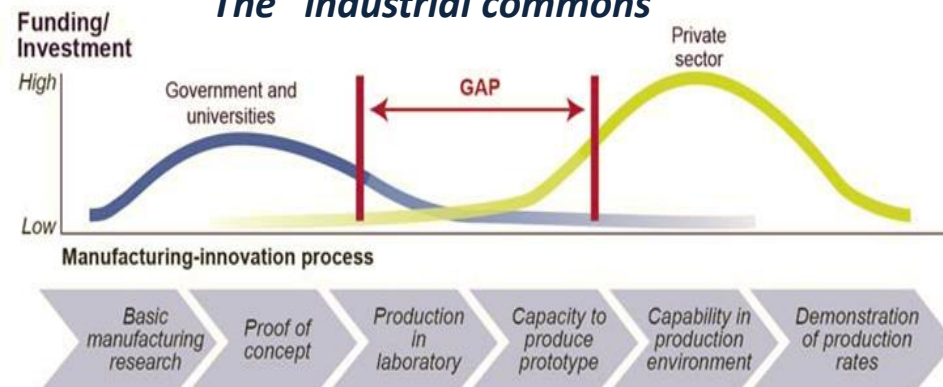 The "Industrial commons"
Funding/
Investment
High
Government and
universities
GAP
Private
sector
Low
Manufacturing-innovation process
Basic
manufacturing
research
Proof of
concept
Production
in
laboratory
Capacity to
produce
prototype
Capability in
production
environment
Demonstration
of production
rates